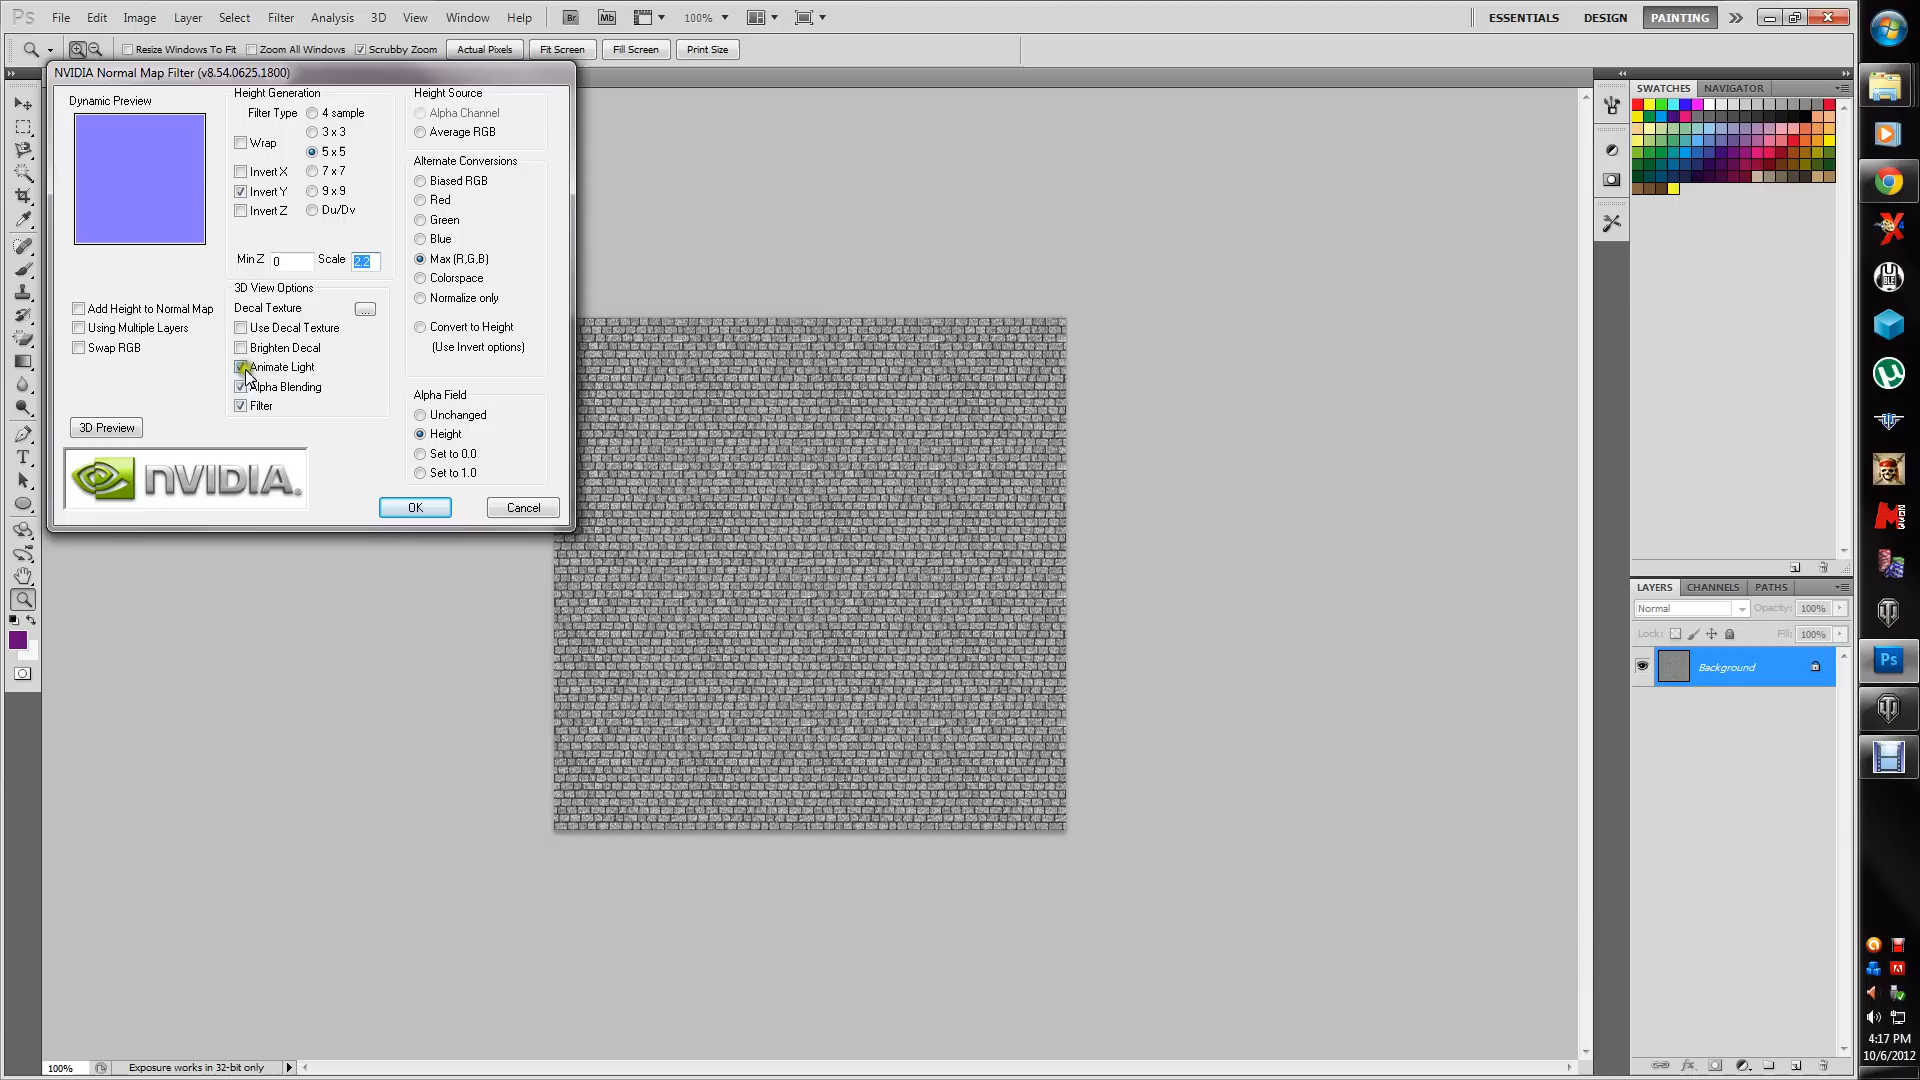 Ps File Edit Image Layer Select Filter Analysis 3D View Window Help Br Mb 100% ESSENTIALS DESIGN PAINTING
Resize Windows To Fit Zoom All Windows Scrubby Zoom Actual Pixels Fit Screen Fill Screen Print Size
NVIDIA Normal Map Filter (v8.54.0625.1800)
Dynamic Preview
Height Generation
Filter Type 4 sample
3 x 3
Wrap
5 x 5
Invert X 7 x 7
Invert Y 9 x 9
Invert Z Du/Dv
Min Z 0 Scale 2.2
3D View Options
Decal Texture ...
Use Decal Texture
Brighten Decal
Animate Light
Alpha Blending
Filter
Add Height to Normal Map
Using Multiple Layers
Swap RGB
3D Preview
nVIDIA.
Height Source
Alpha Channel
Average RGB
Alternate Conversions
Biased RGB
Red
Green
Blue
Max (R,G,B)
Colorspace
Normalize only
Convert to Height
(Use Invert options)
Alpha Field
Unchanged
Height
Set to 0.0
Set to 1.0
OK Cancel
SWATCHES NAVIGATOR
LAYERS CHANNELS PATHS
Normal Opacity: 100%
Lock: Fill: 100%
Background
100% Exposure works in 32-bit only
Ps
4:17 PM
10/6/2012